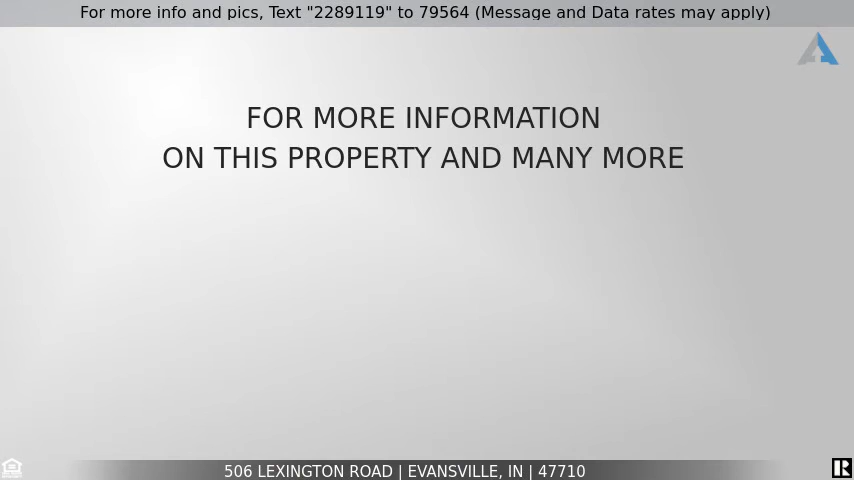 For more info and pics, Text "2289119" to 79564 (Message and Data rates may apply)
FOR MORE INFORMATION
ON THIS PROPERTY AND MANY MORE
506 LEXINGTON ROAD | EVANSVILLE, IN | 47710